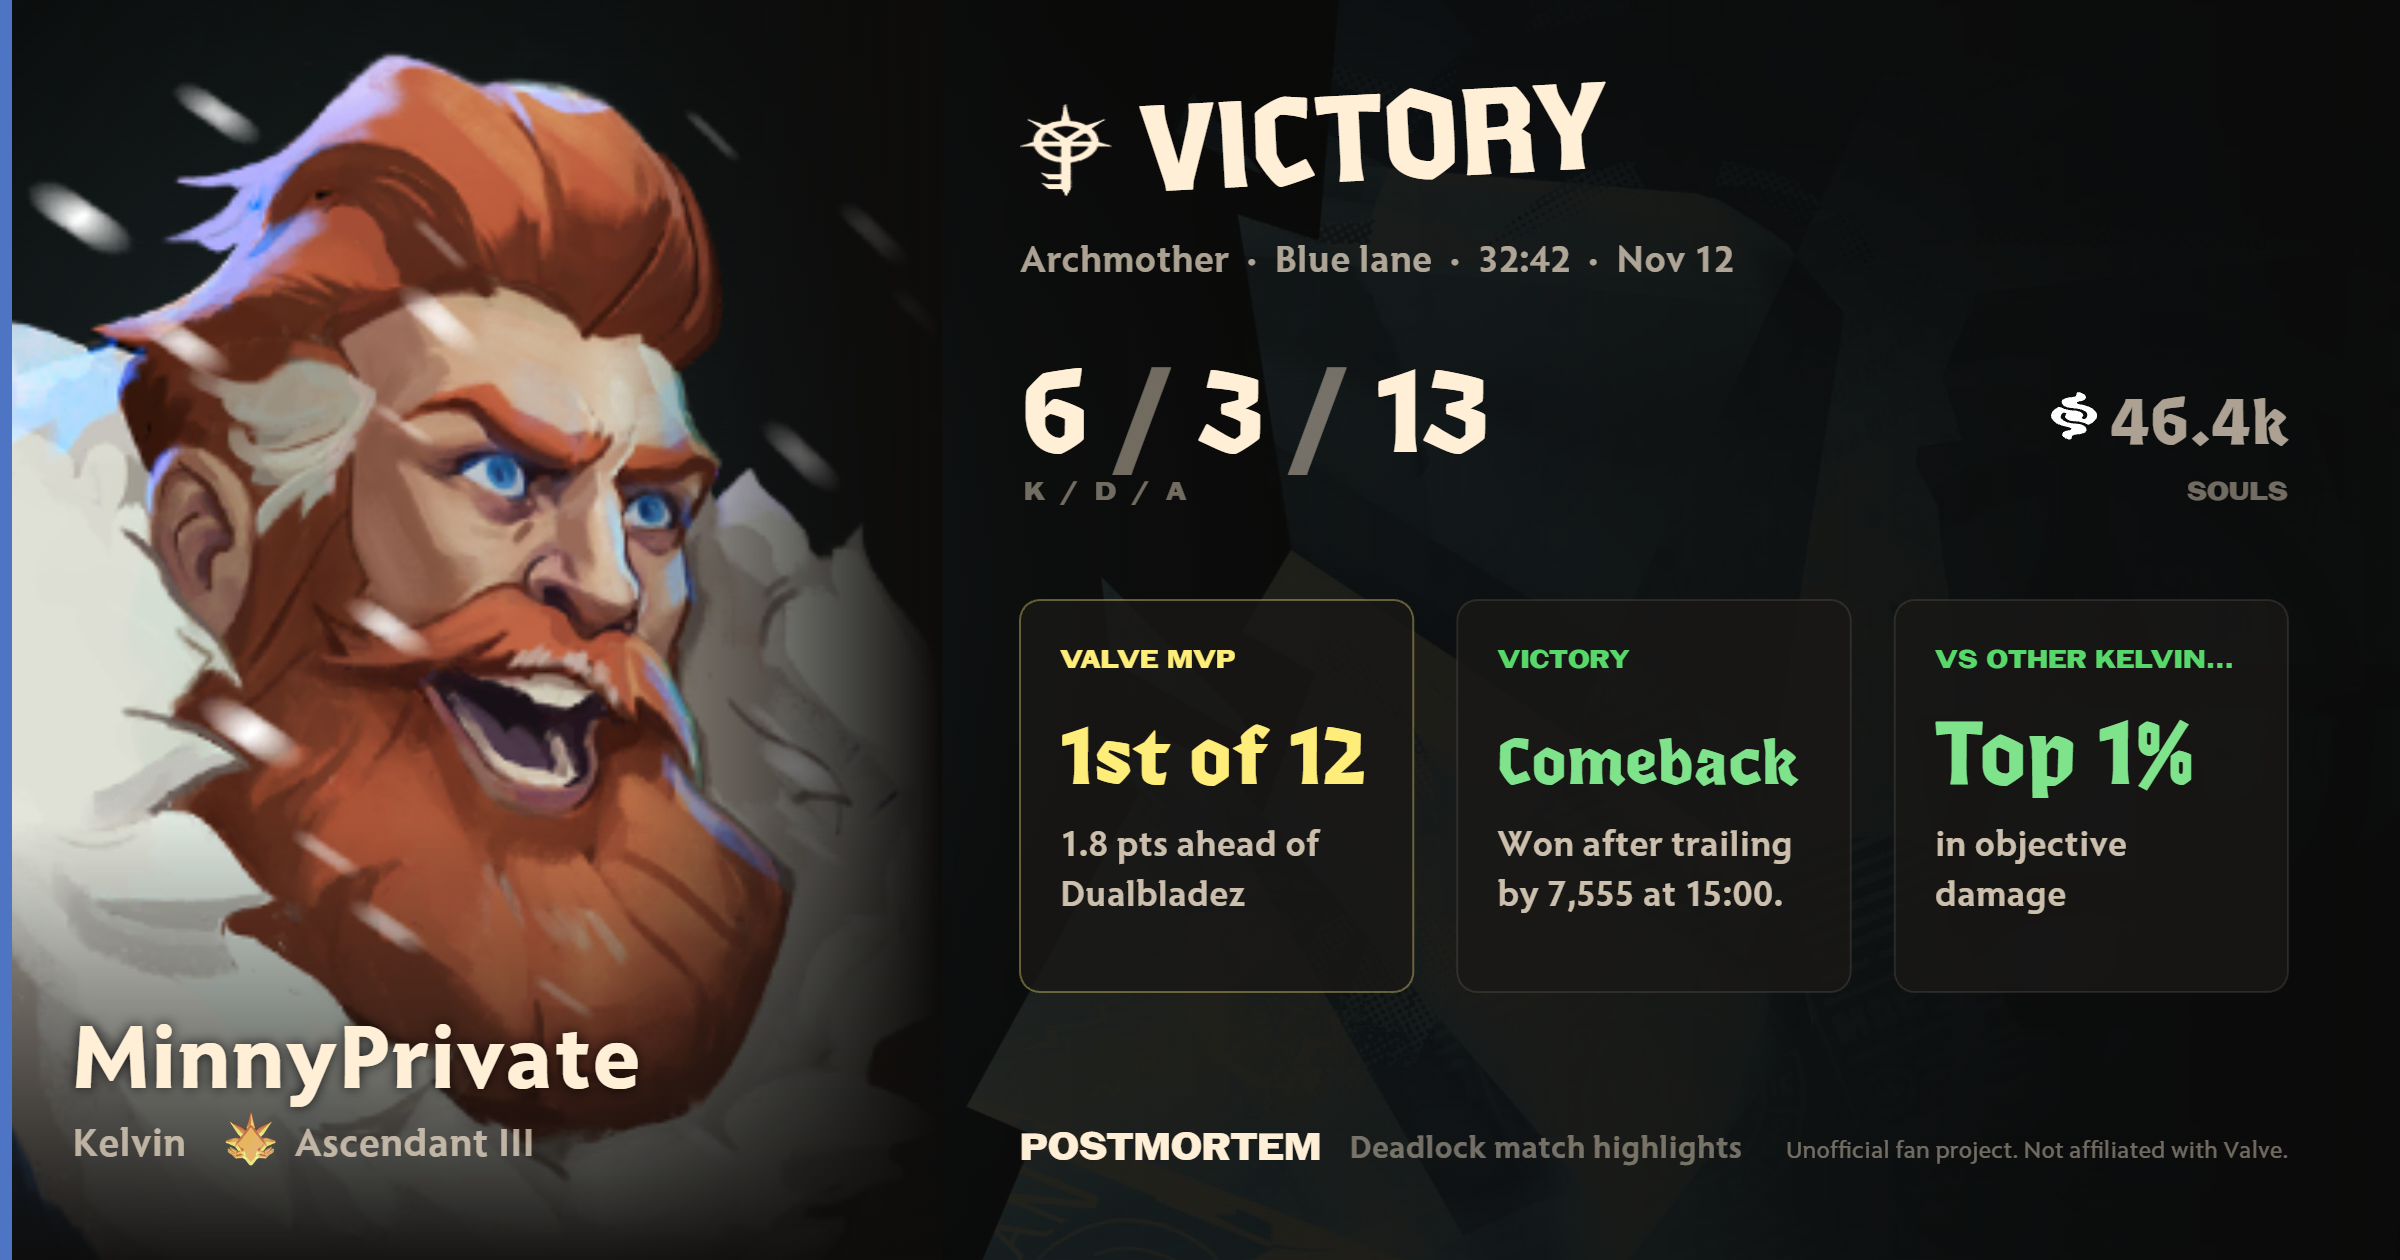 VICTORY
Archmother · Blue lane · 32:42 · Nov 12
6 / 3 / 13
K / D / A
46.4k
SOULS
VALVE MVP
1st of 12
1.8 pts ahead of
Dualbladez
VICTORY
Comeback
Won after trailing
by 7,555 at 15:00.
VS OTHER KELVIN...
Top 1%
in objective
damage
MinnyPrivate
Kelvin Ascendant III
POSTMORTEM Deadlock match highlights Unofficial fan project. Not affiliated with Valve.